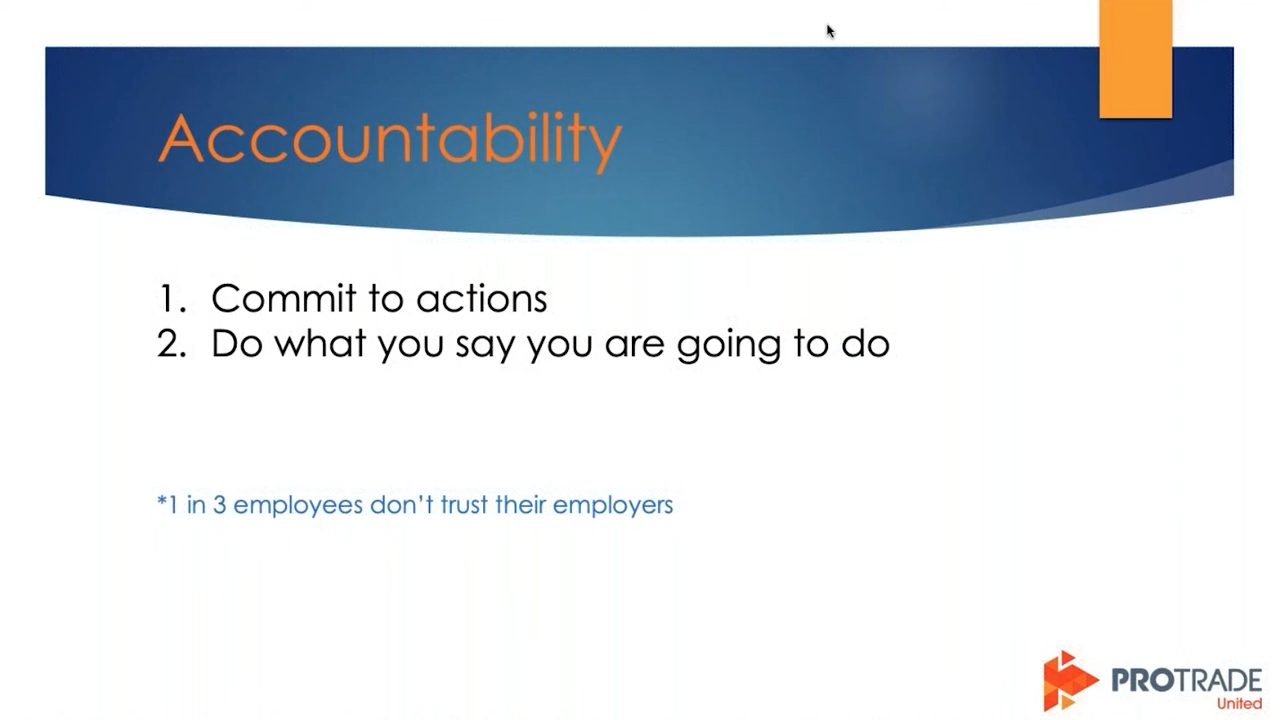 Accountability
1. Commit to actions
2. Do what you say you are going to do
*1 in 3 employees don’t trust their employers
PROTRADE
United